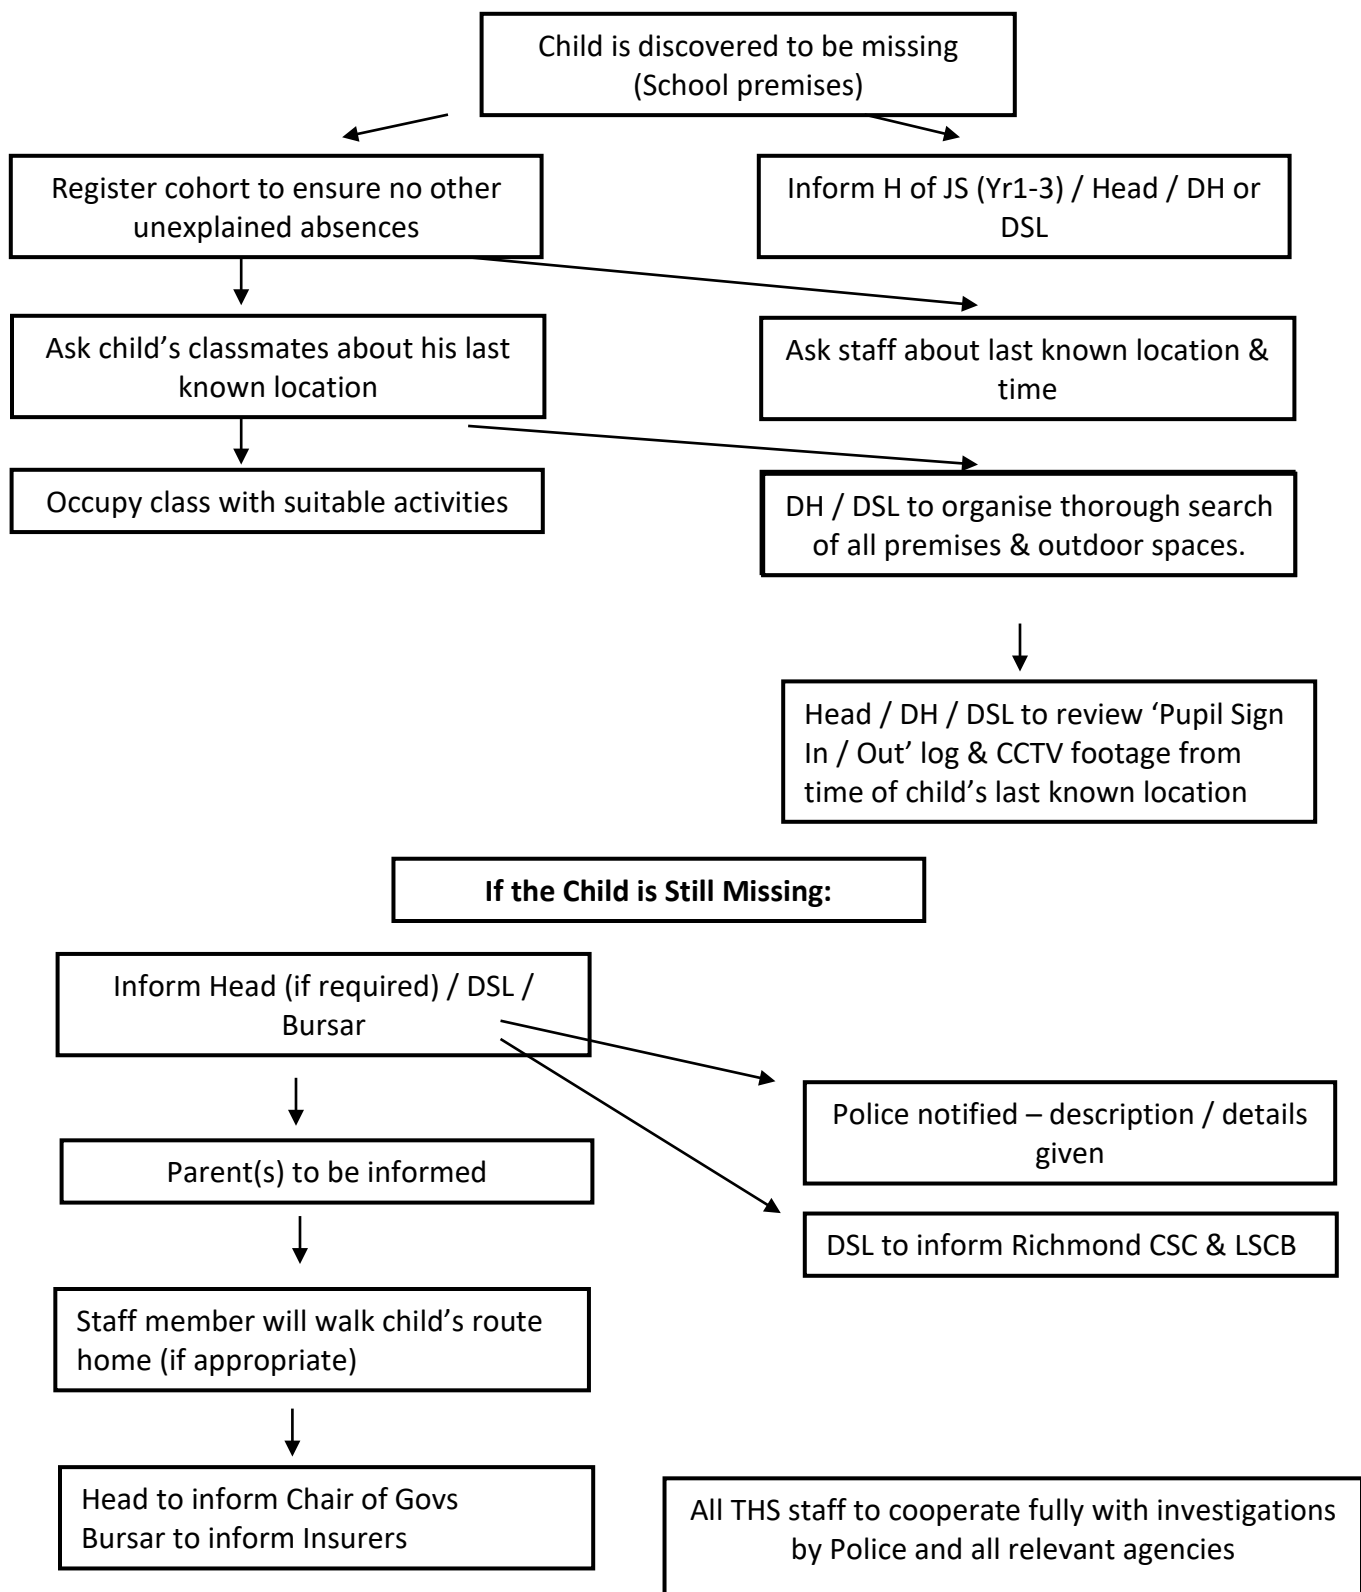 Child is discovered to be missing
(School premises)
Register cohort to ensure no other
unexplained absences
Inform H of JS (Yr1-3) / Head / DH or
DSL
Ask child’s classmates about his last
known location
Ask staff about last known location &
time
Occupy class with suitable activities
DH / DSL to organise thorough search
of all premises & outdoor spaces.
Head / DH / DSL to review ‘Pupil Sign
In / Out’ log & CCTV footage from
time of child’s last known location
If the Child is Still Missing:
Inform Head (if required) / DSL /
Bursar
Police notified – description / details
given
Parent(s) to be informed
DSL to inform Richmond CSC & LSCB
Staff member will walk child’s route
home (if appropriate)
Head to inform Chair of Govs
Bursar to inform Insurers
All THS staff to cooperate fully with investigations
by Police and all relevant agencies